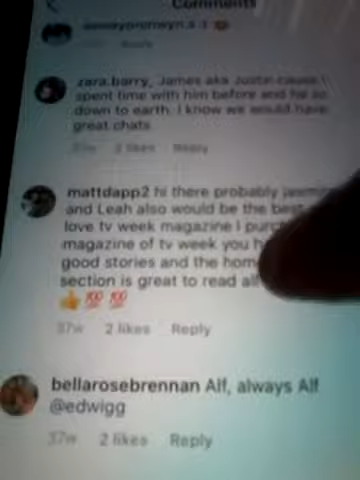 Comments
Reply
zara.barry_ James aka Justin cause I
spent time with him before and he so
down to earth. I know we would have
great chats
37w 2 likes Reply
mattdapp2 hi there probably
and Leah also would be the
love tv week magazine I
magazine of tv week you
good stories and the
section is great to read
👍💯💯
37w 2 likes Reply
bellarosebrennan Alf, always Alf
@edwigg
37w 2 likes Reply